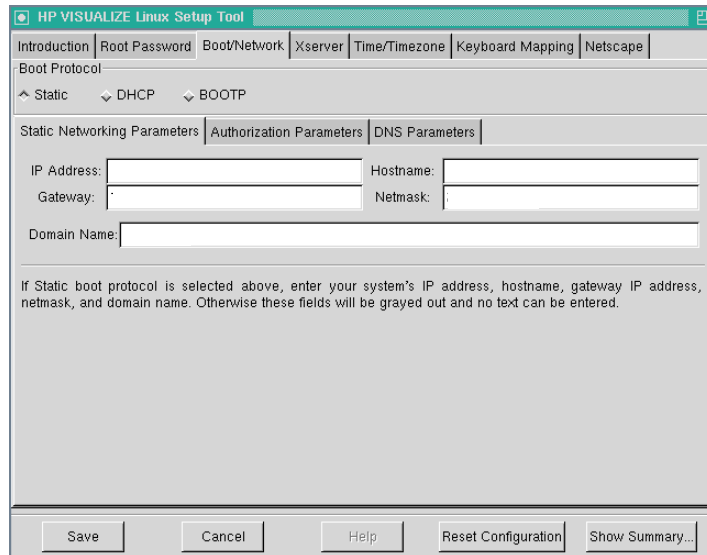 HP VISUALIZE Linux Setup Tool
Introduction Root Password Boot/Network Xserver Time/Timezone Keyboard Mapping Netscape
Boot Protocol
Static DHCP BOOTP
Static Networking Parameters Authorization Parameters DNS Parameters
IP Address: Hostname:
Gateway: Netmask:
Domain Name:
If Static boot protocol is selected above, enter your system's IP address, hostname, gateway IP address,
netmask, and domain name. Otherwise these fields will be grayed out and no text can be entered.
Save Cancel Help Reset Configuration Show Summary...